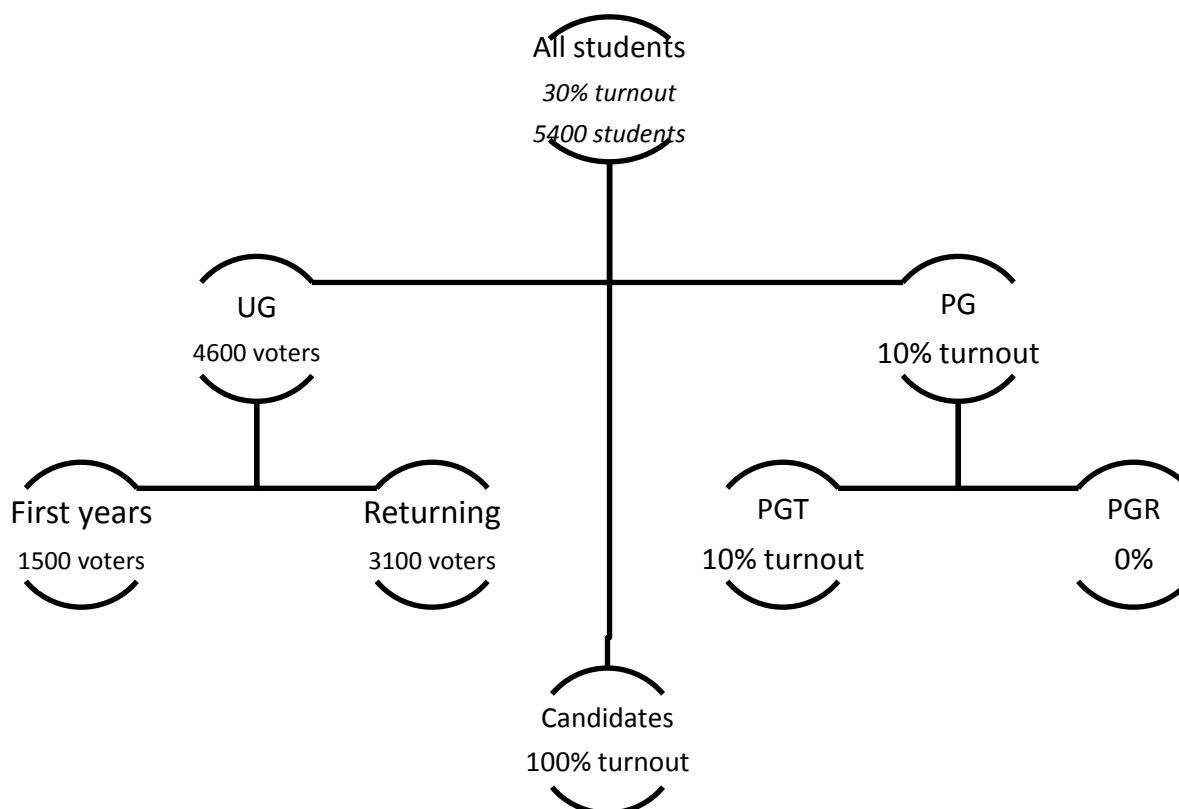 All students
30% turnout
5400 students
UG
4600 voters
PG
10% turnout
First years
1500 voters
Returning
3100 voters
PGT
10% turnout
PGR
0%
Candidates
100% turnout